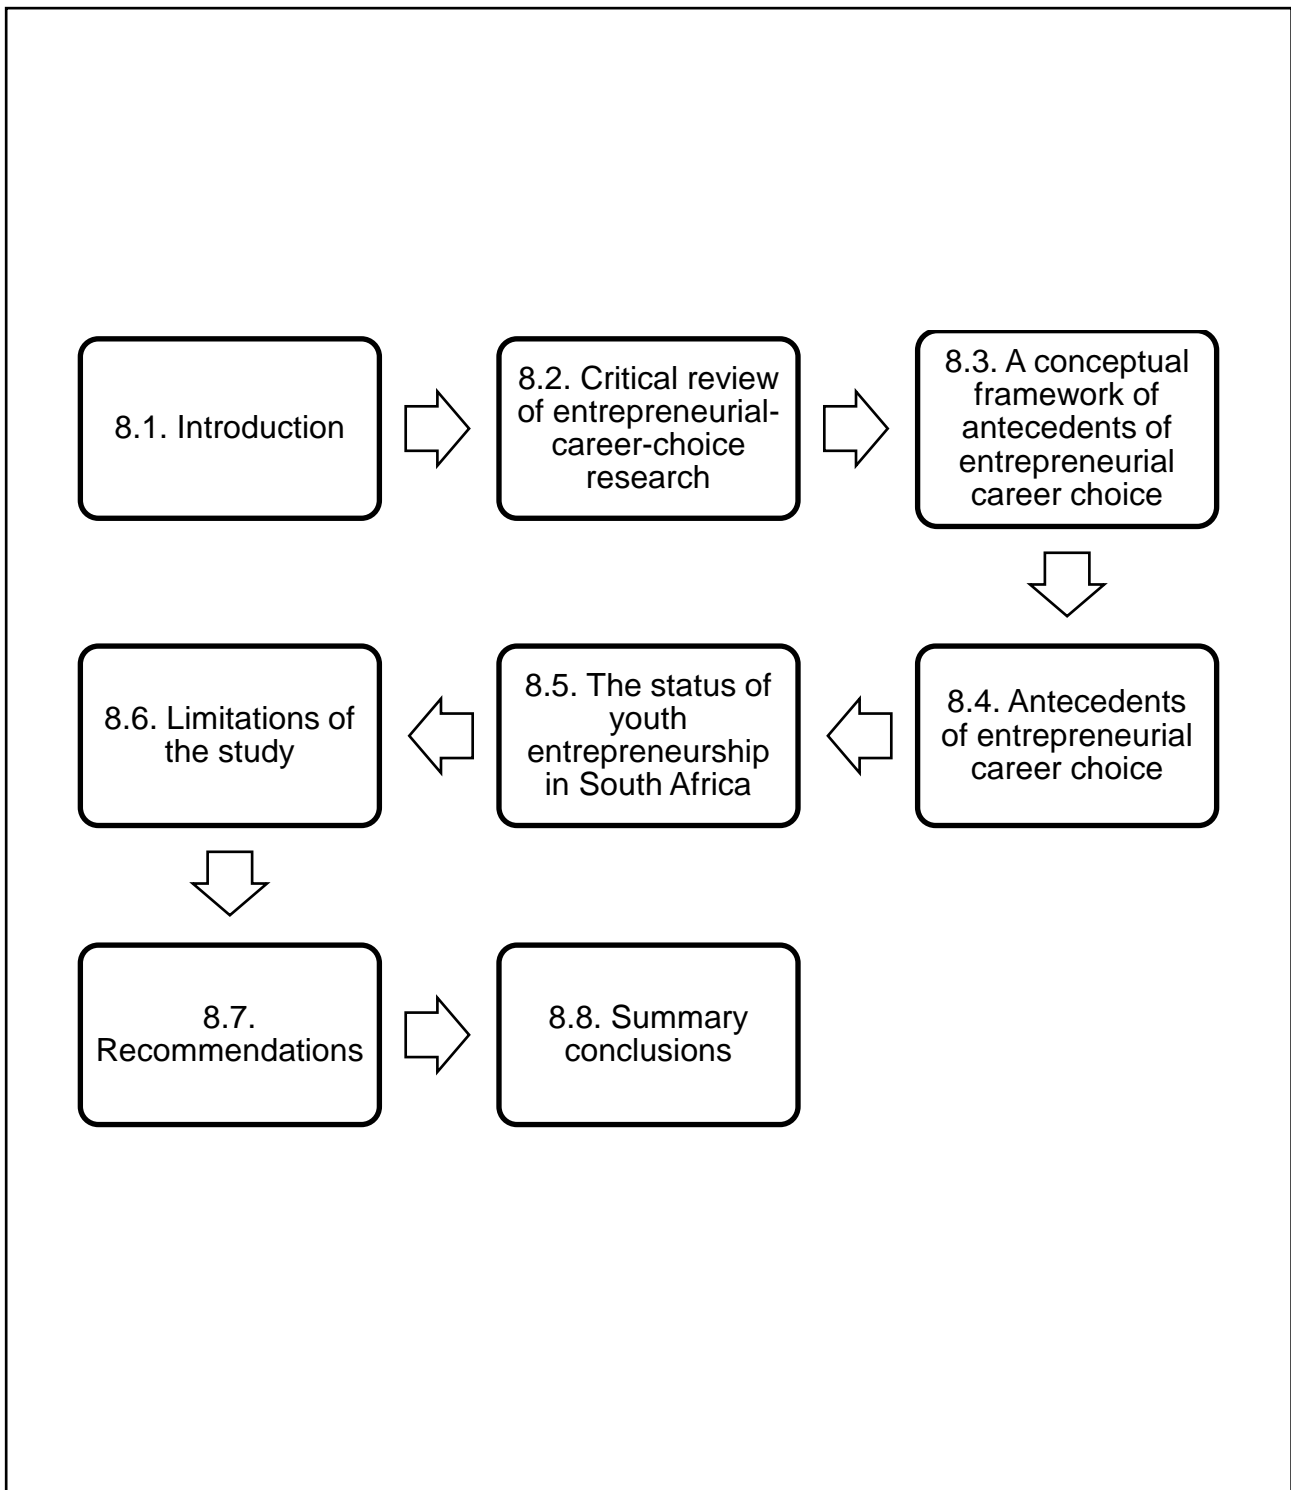 8.1. Introduction
8.2. Critical review
of entrepreneurial-
career-choice
research
8.3. A conceptual
framework of
antecedents of
entrepreneurial
career choice
8.4. Antecedents
of entrepreneurial
career choice
8.5. The status of
youth
entrepreneurship
in South Africa
8.6. Limitations of
the study
8.7.
Recommendations
8.8. Summary
conclusions